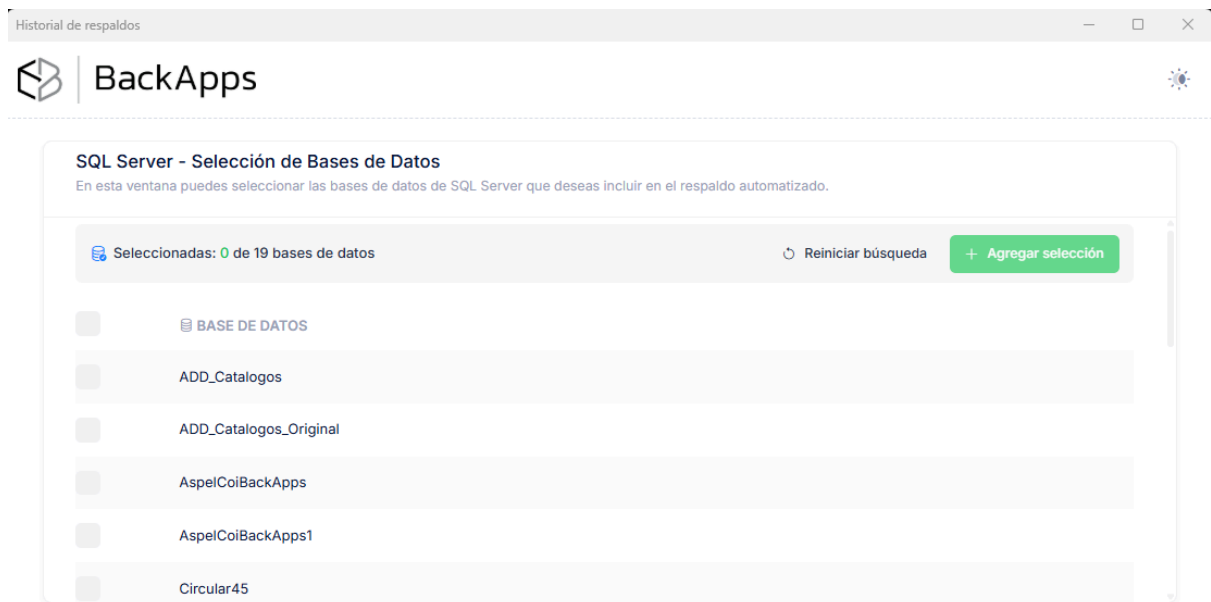 Historial de respaldos
BackApps
SQL Server - Selección de Bases de Datos
En esta ventana puedes seleccionar las bases de datos de SQL Server que deseas incluir en el respaldo automatizado.
Seleccionadas: 0 de 19 bases de datos
Reiniciar búsqueda
+ Agregar selección
BASE DE DATOS
ADD_Catalogos
ADD_Catalogos_Original
AspelCoiBackApps
AspelCoiBackApps1
Circular45